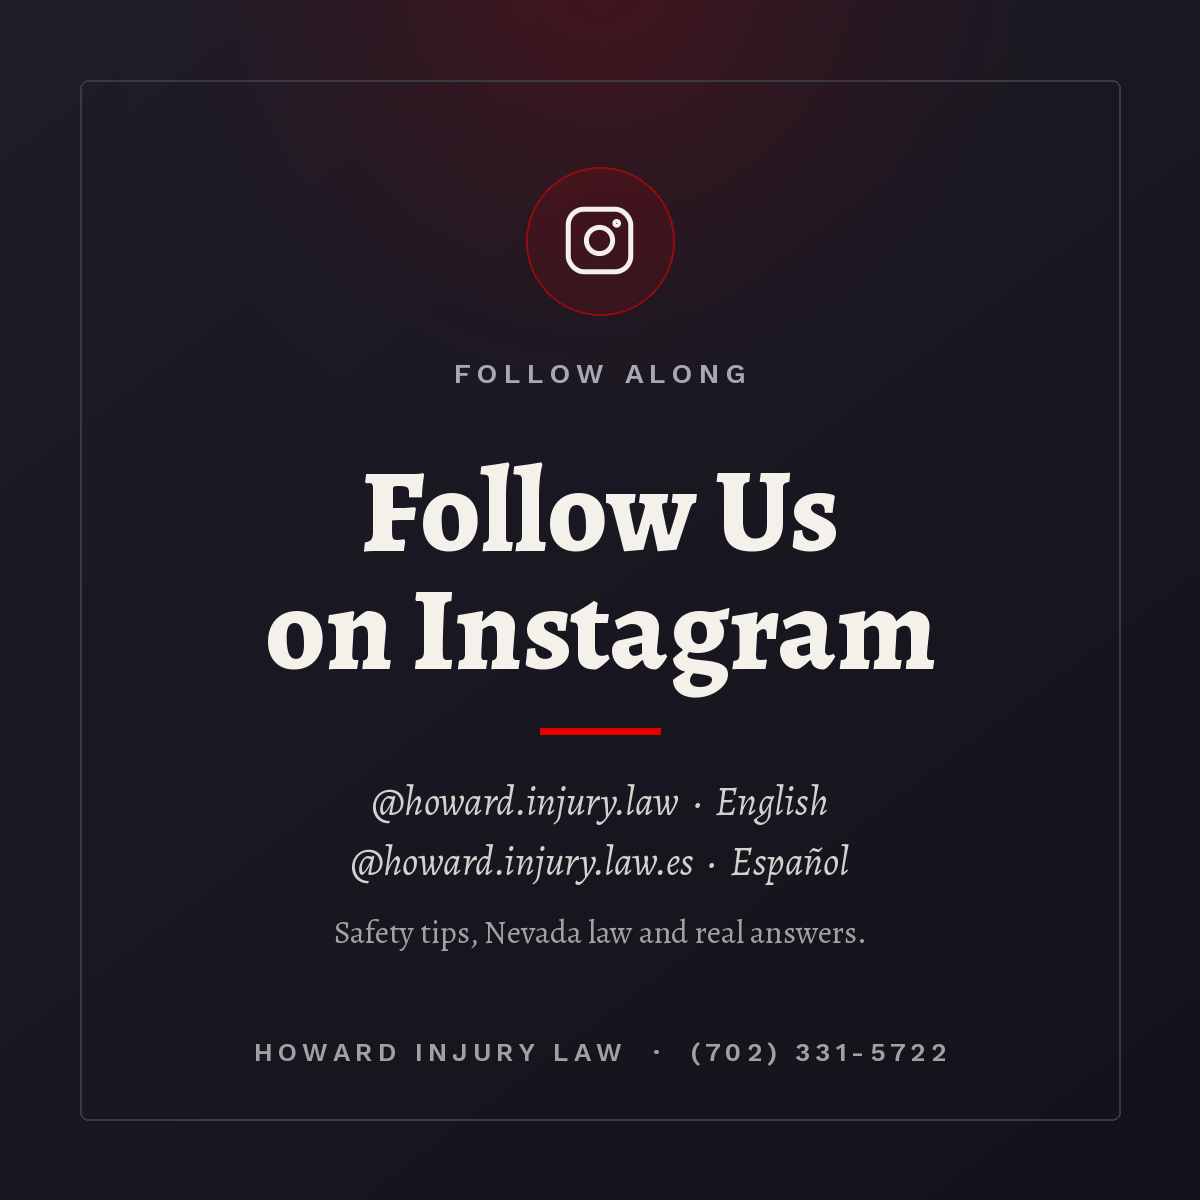 FOLLOW ALONG
Follow Us
on Instagram
@howard.injury.law · English
@howard.injury.law.es · Español
Safety tips, Nevada law and real answers.
HOWARD INJURY LAW · (702) 331-5722